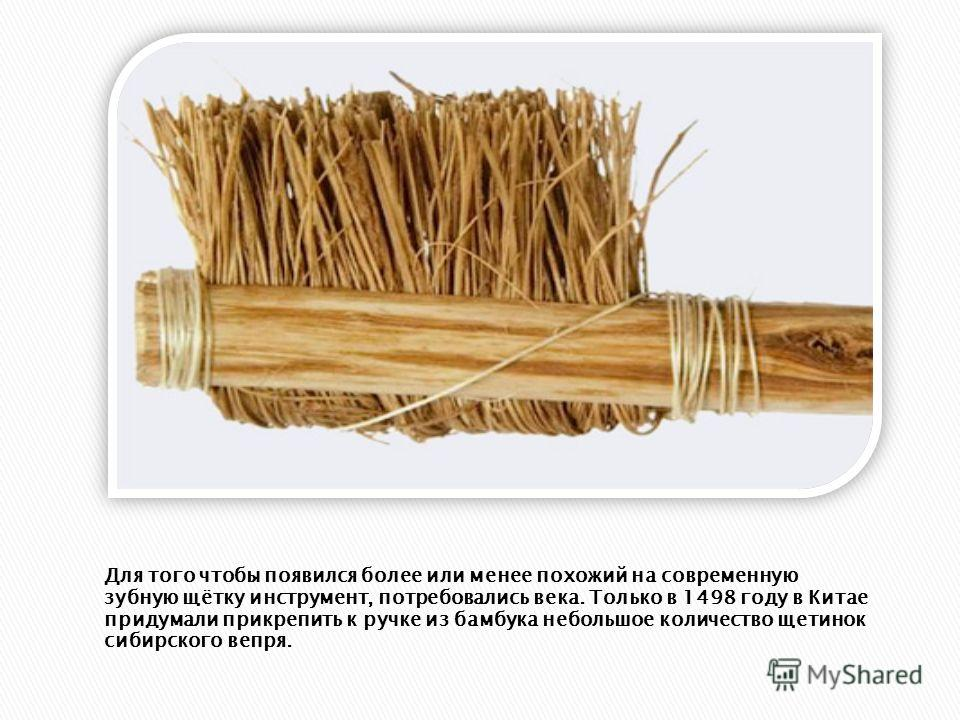 Для того чтобы появился более или менее похожий на современную
зубную щётку инструмент, потребовались века. Только в 1498 году в Китае
придумали прикрепить к ручке из бамбука небольшое количество щетинок
сибирского вепря.
MyShared